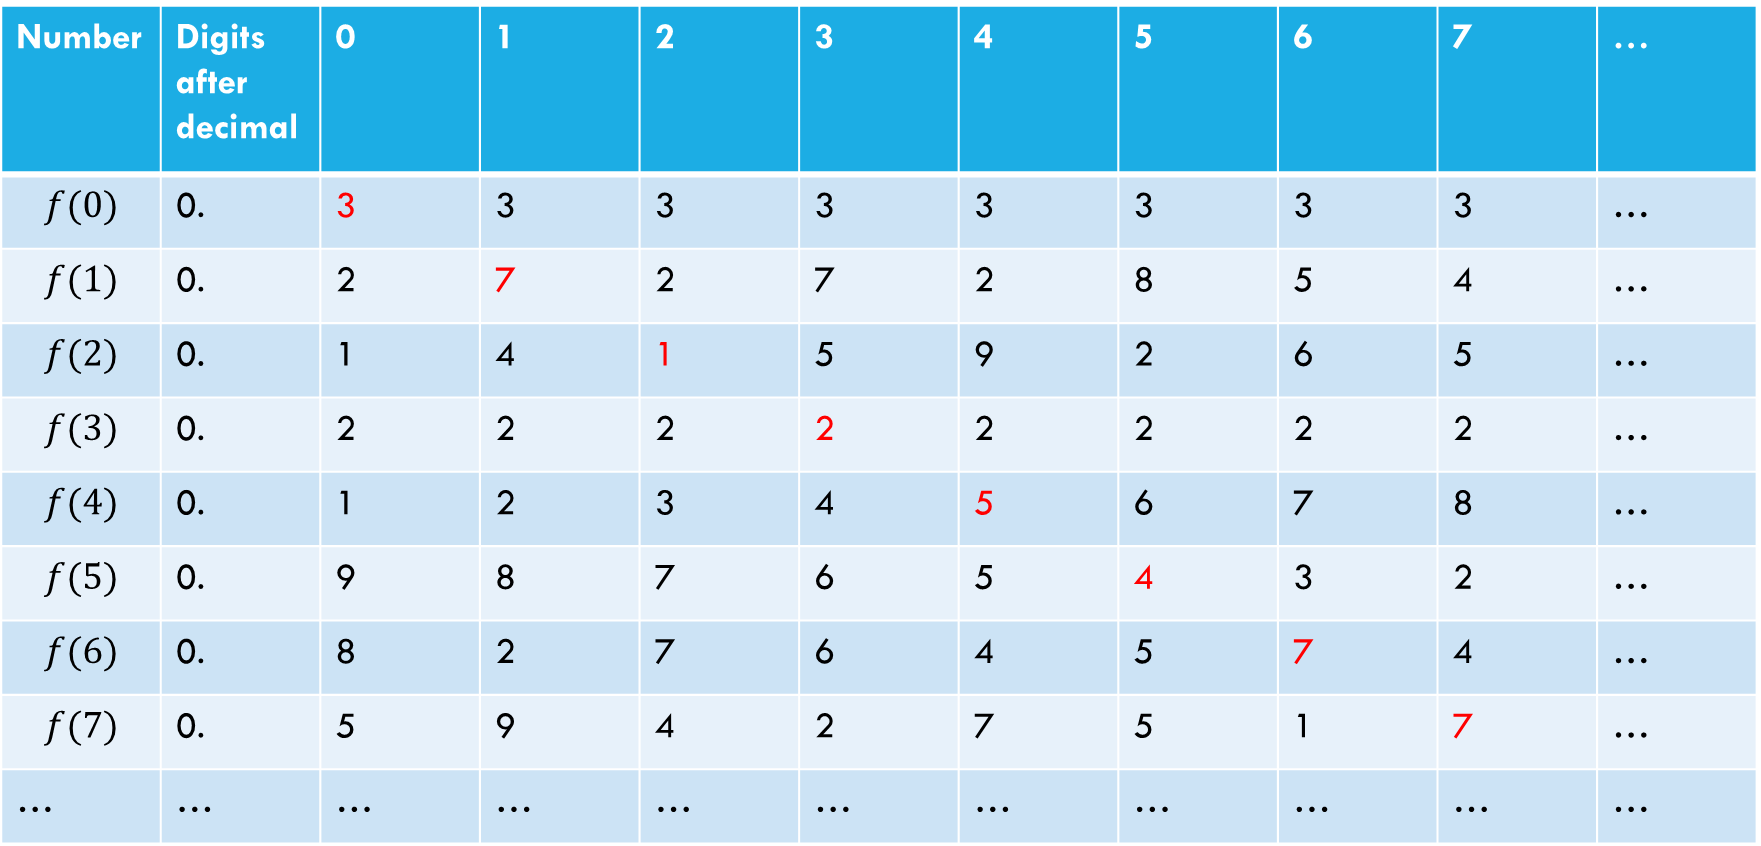 Number Digits after decimal 0 1 2 3 4 5 6 7 ...
f(0) 0. 3 3 3 3 3 3 3 3 ...
f(1) 0. 2 7 2 7 2 8 5 4 ...
f(2) 0. 1 4 1 5 9 2 6 5 ...
f(3) 0. 2 2 2 2 2 2 2 2 ...
f(4) 0. 1 2 3 4 5 6 7 8 ...
f(5) 0. 9 8 7 6 5 4 3 2 ...
f(6) 0. 8 2 7 6 4 5 7 4 ...
f(7) 0. 5 9 4 2 7 5 1 7 ...
... ... ... ... ... ... ... ... ... ... ...